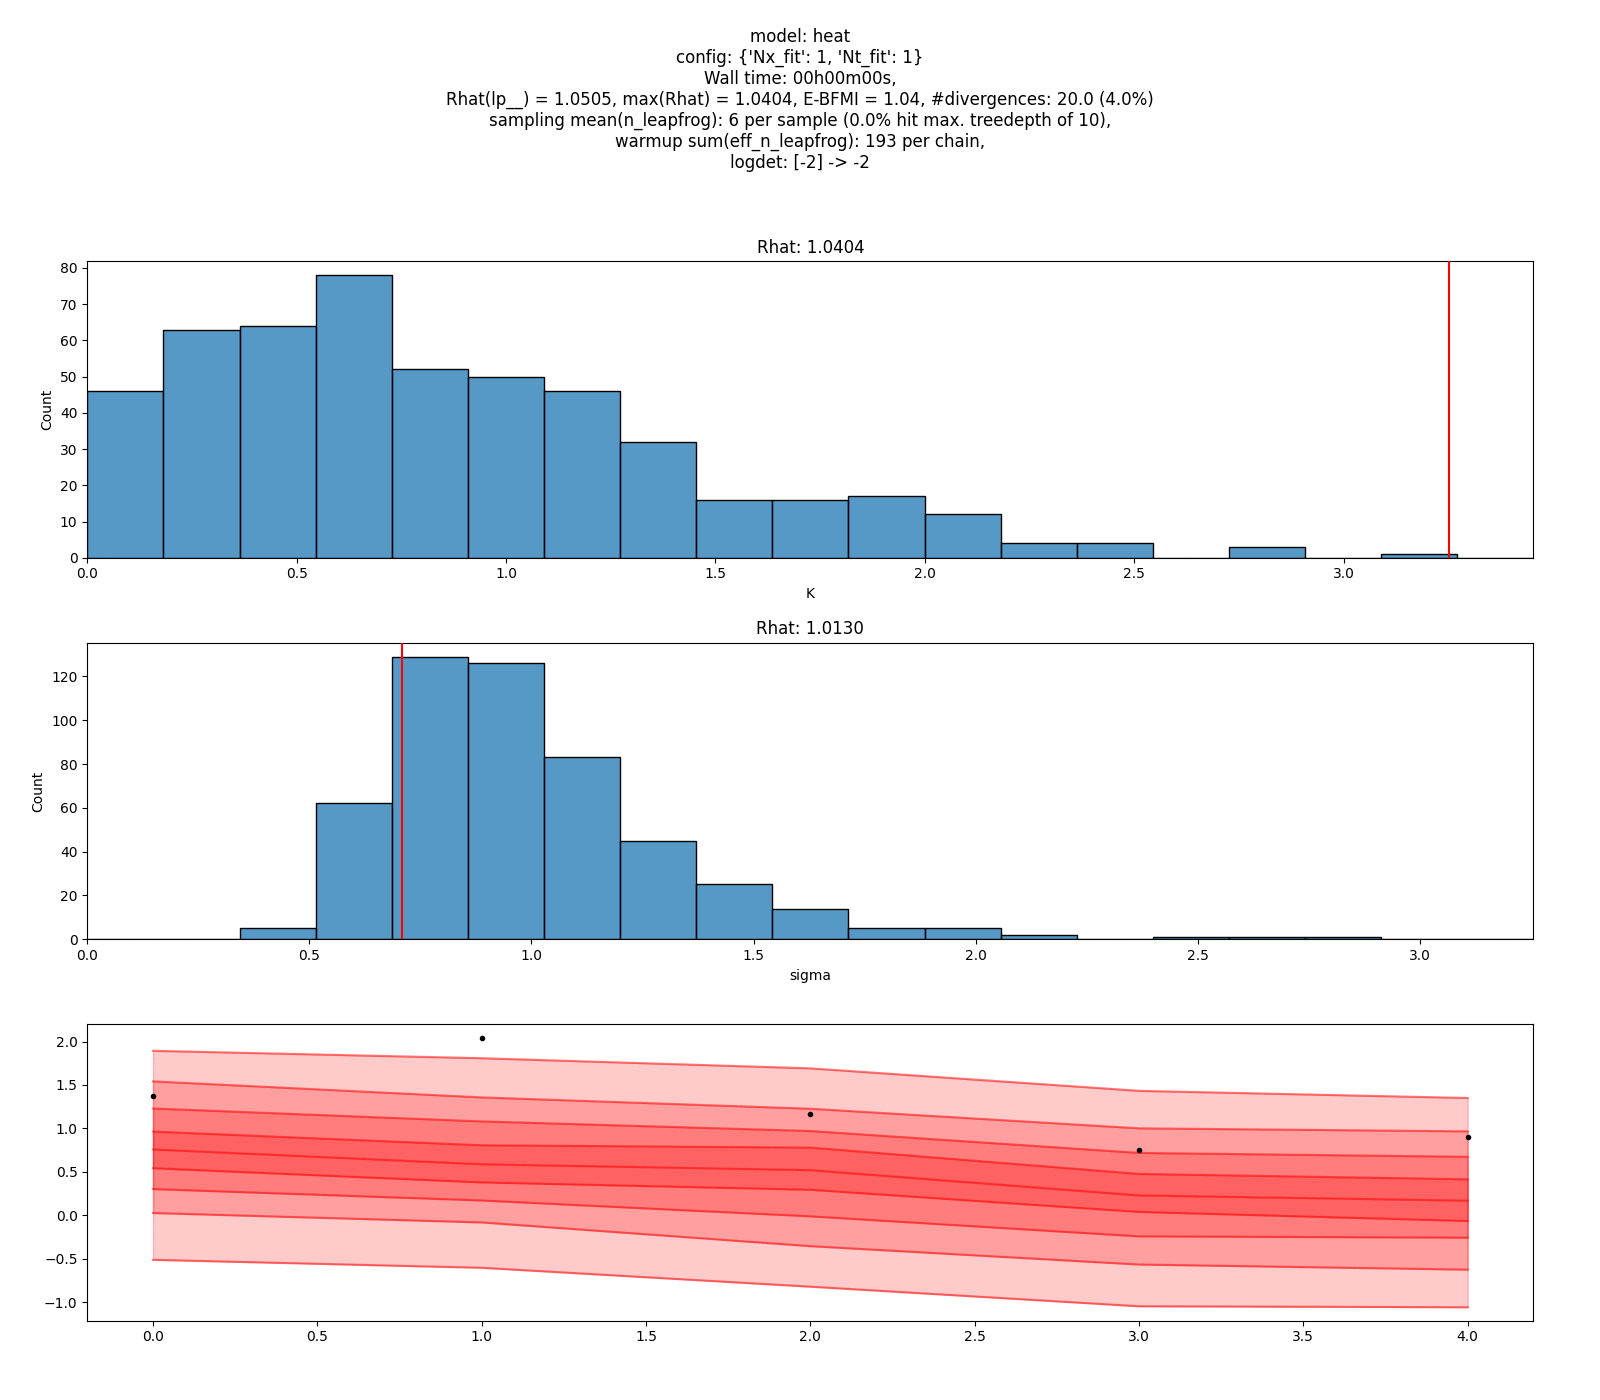 model: heat
config: {'Nx_fit': 1, 'Nt_fit': 1}
Wall time: 00h00m00s,
Rhat(lp__) = 1.0505, max(Rhat) = 1.0404, E-BFMI = 1.04, #divergences: 20.0 (4.0%)
sampling mean(n_leapfrog): 6 per sample (0.0% hit max. treedepth of 10),
warmup sum(eff_n_leapfrog): 193 per chain,
logdet: [-2] -> -2
Rhat: 1.0404
80
70
60
50
40
30
20
10
0
Count
0.0 0.5 1.0 1.5 2.0 2.5 3.0
K
Rhat: 1.0130
120
100
80
60
40
20
0
Count
0.0 0.5 1.0 1.5 2.0 2.5 3.0
sigma
2.0
1.5
1.0
0.5
0.0
−0.5
−1.0
0.0 0.5 1.0 1.5 2.0 2.5 3.0 3.5 4.0